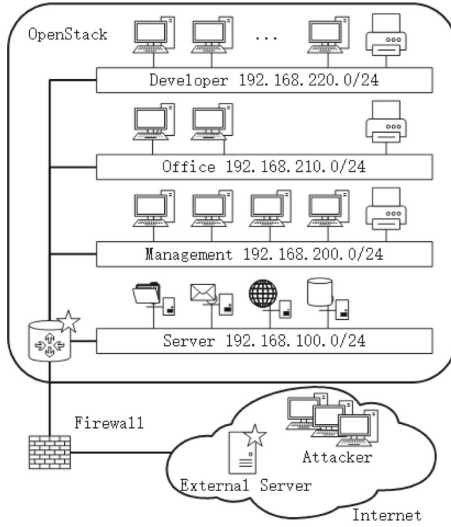 OpenStack
...
Developer 192.168.220.0/24
Office 192.168.210.0/24
Management 192.168.200.0/24
Server 192.168.100.0/24
Firewall
Attacker
External Server
Internet